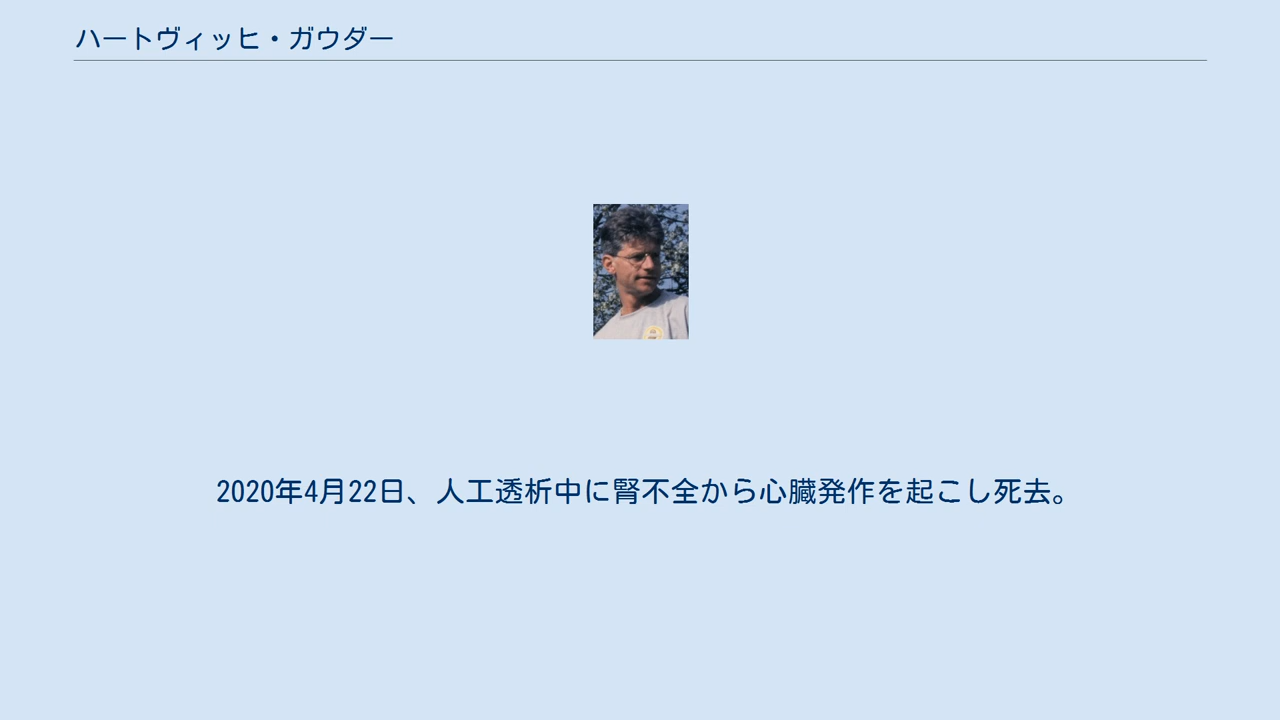 ハートヴィッヒ・ガウダー
2020年4月22日、人工透析中に腎不全から心臓発作を起こし死去。